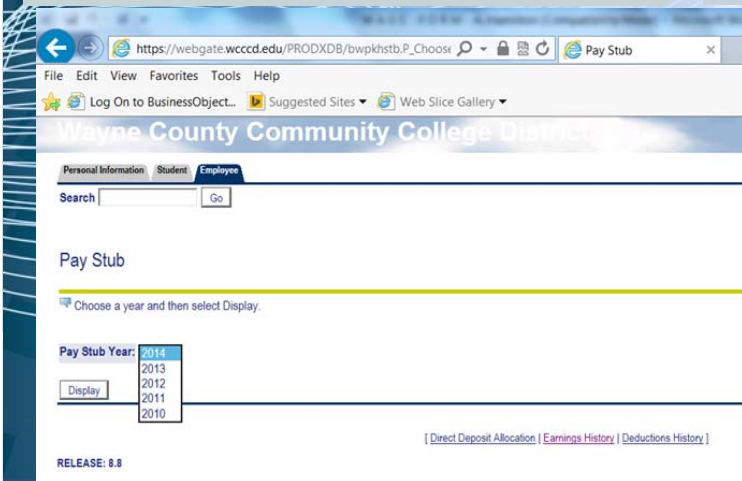 https://webgate.wcccd.edu/PRODXDB/bwpkhstb.P_Choose
Pay Stub
File Edit View Favorites Tools Help
Log On to BusinessObject... Suggested Sites Web Slice Gallery
Wayne County Community College District
Personal Information Student Employee
Search Go
Pay Stub
Choose a year and then select Display.
Pay Stub Year: 2014
2013
Display 2012
2011
2010
[ Direct Deposit Allocation | Earnings History | Deductions History ]
RELEASE: 8.8